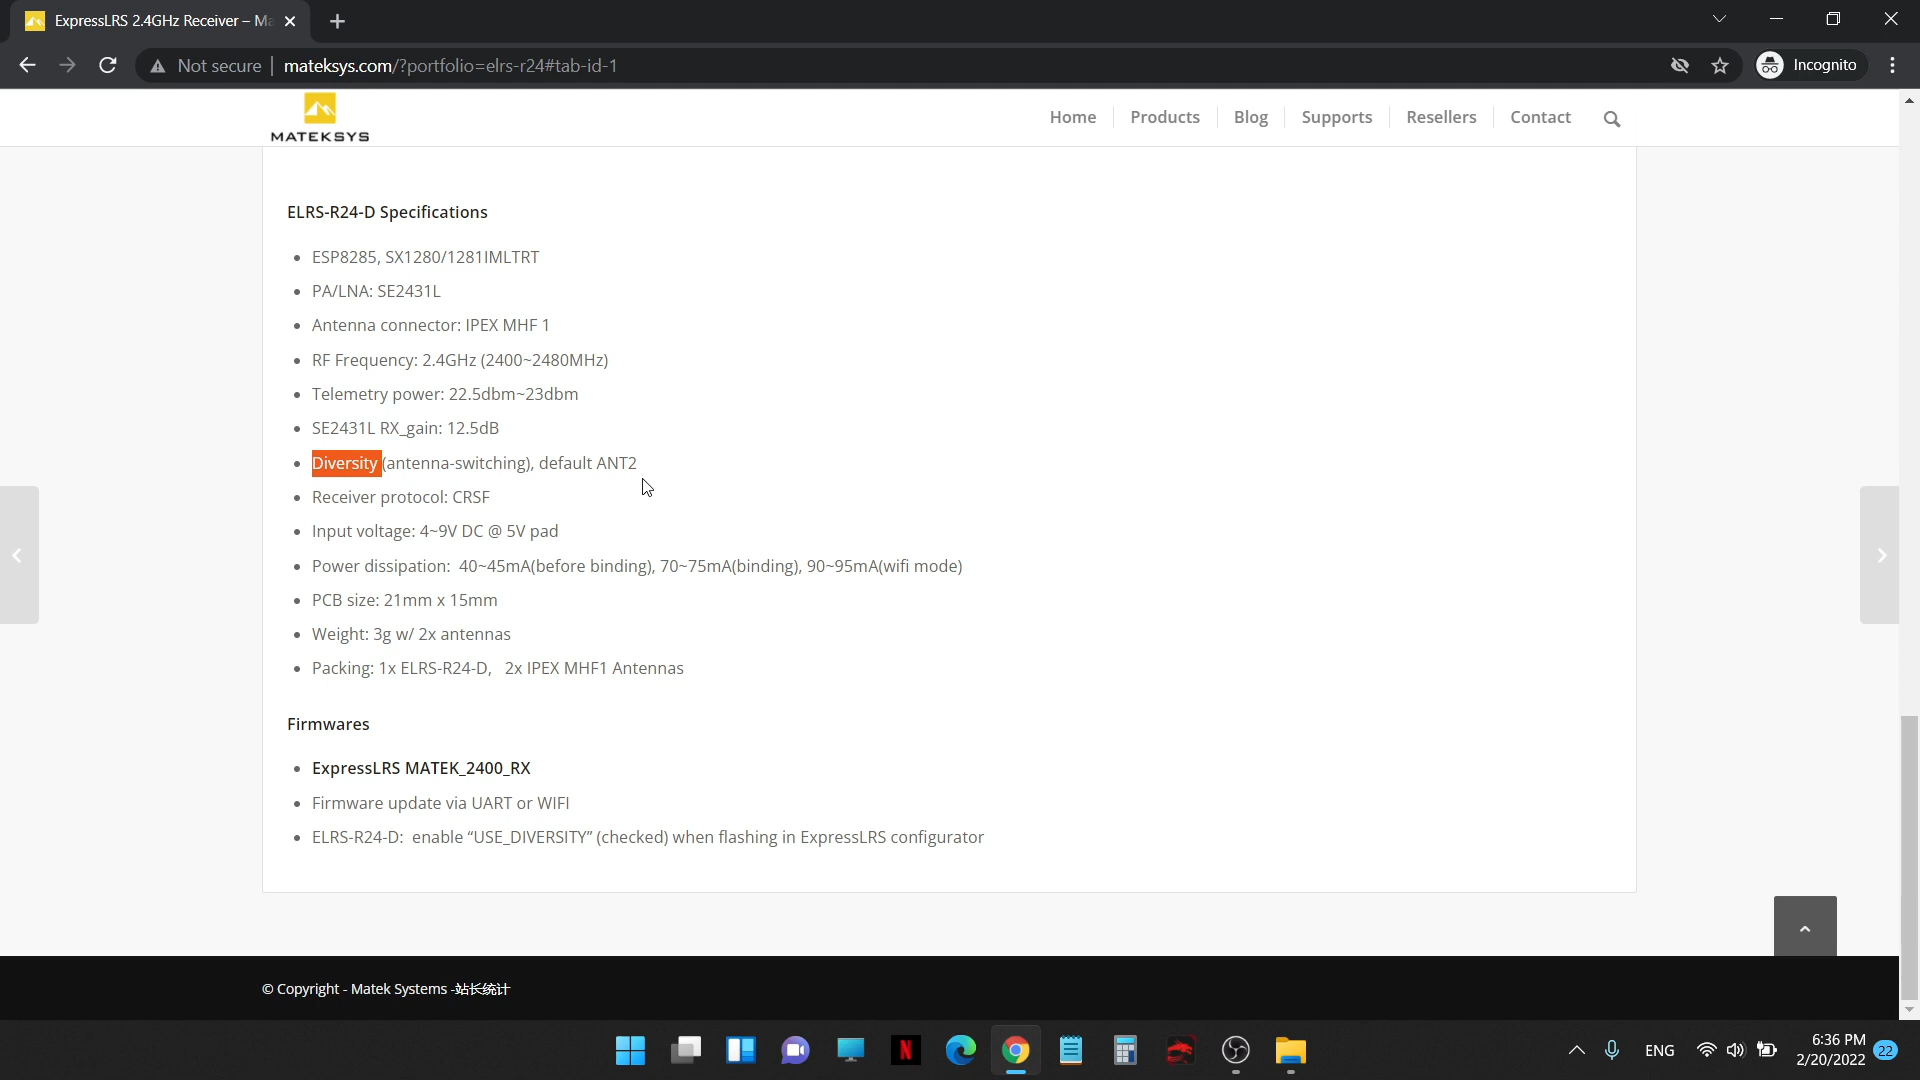 ExpressLRS 2.4GHz Receiver – Ma
Not secure
mateksys.com/?portfolio=elrs-r24#tab-id-1
Incognito
MATEKSYS
Home
Products
Blog
Supports
Resellers
Contact
ELRS-R24-D Specifications
ESP8285, SX1280/1281IMLTRT
PA/LNA: SE2431L
Antenna connector: IPEX MHF 1
RF Frequency: 2.4GHz (2400~2480MHz)
Telemetry power: 22.5dbm~23dbm
SE2431L RX_gain: 12.5dB
Diversity (antenna-switching), default ANT2
Receiver protocol: CRSF
Input voltage: 4~9V DC @ 5V pad
Power dissipation: 40~45mA(before binding), 70~75mA(binding), 90~95mA(wifi mode)
PCB size: 21mm x 15mm
Weight: 3g w/ 2x antennas
Packing: 1x ELRS-R24-D, 2x IPEX MHF1 Antennas
Firmwares
ExpressLRS MATEK_2400_RX
Firmware update via UART or WIFI
ELRS-R24-D: enable “USE_DIVERSITY” (checked) when flashing in ExpressLRS configurator
© Copyright - Matek Systems -站长统计
N
ENG
6:36 PM
2/20/2022
22